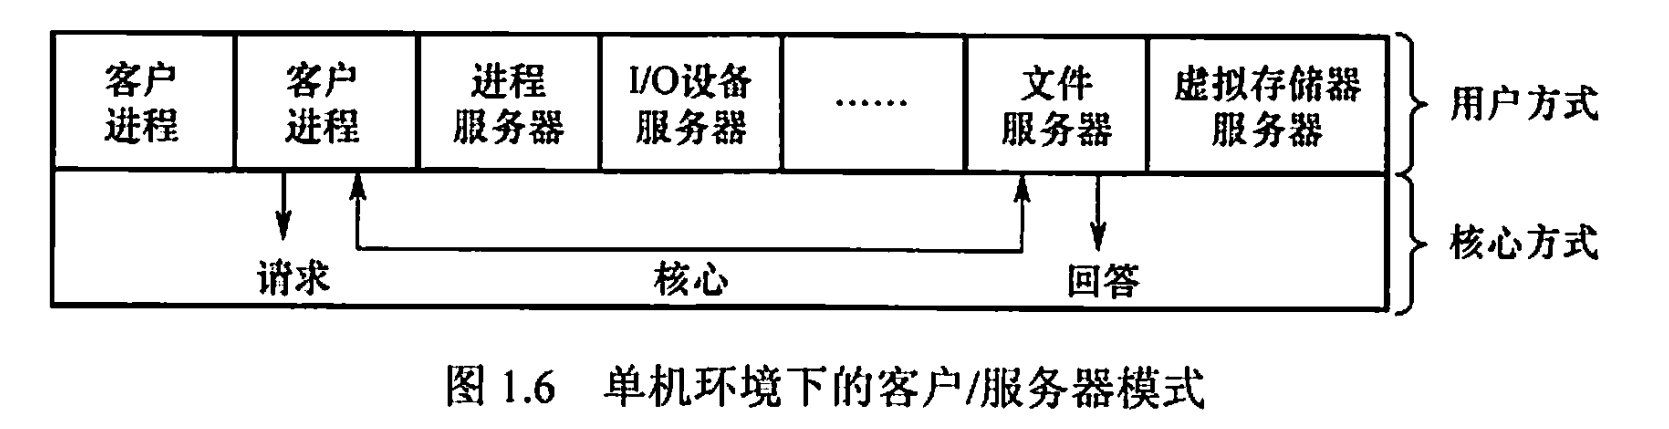 客户
进程
客户
进程
进程
服务器
I/O设备
服务器
……
文件
服务器
虚拟存储器
服务器
用户方式
请求
核心
回答
核心方式
图 1.6 单机环境下的客户/服务器模式